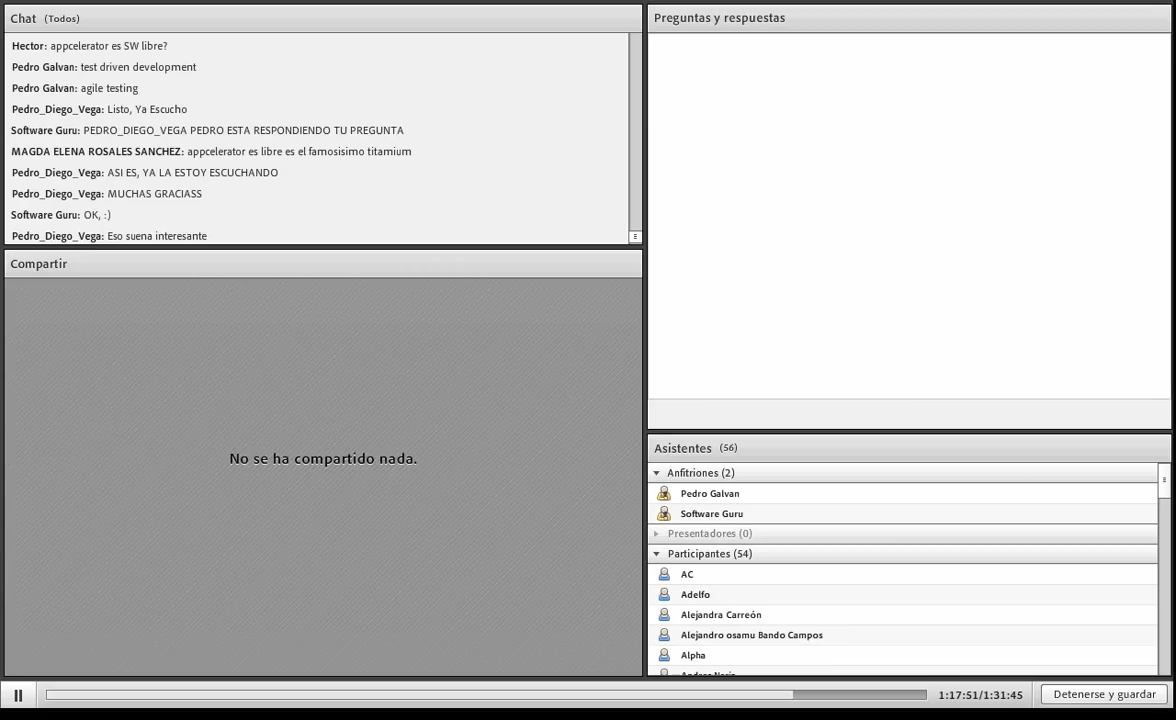 Chat (Todos)
Hector: appcelerator es SW libre?
Pedro Galvan: test driven development
Pedro Galvan: agile testing
Pedro_Diego_Vega: Listo, Ya Escucho
Software Guru: PEDRO_DIEGO_VEGA PEDRO ESTA RESPONDIENDO TU PREGUNTA
MAGDA ELENA ROSALES SANCHEZ: appcelerator es libre es el famosisimo titamium
Pedro_Diego_Vega: ASI ES, YA LA ESTOY ESCUCHANDO
Pedro_Diego_Vega: MUCHAS GRACIASS
Software Guru: OK, :)
Pedro_Diego_Vega: Eso suena interesante
Compartir
No se ha compartido nada.
Preguntas y respuestas
Asistentes (56)
Anfitriones (2)
Pedro Galvan
Software Guru
Presentadores (0)
Participantes (54)
AC
Adelfo
Alejandra Carreón
Alejandro osamu Bando Campos
Alpha
1:17:51/1:31:45
Detenerse y guardar